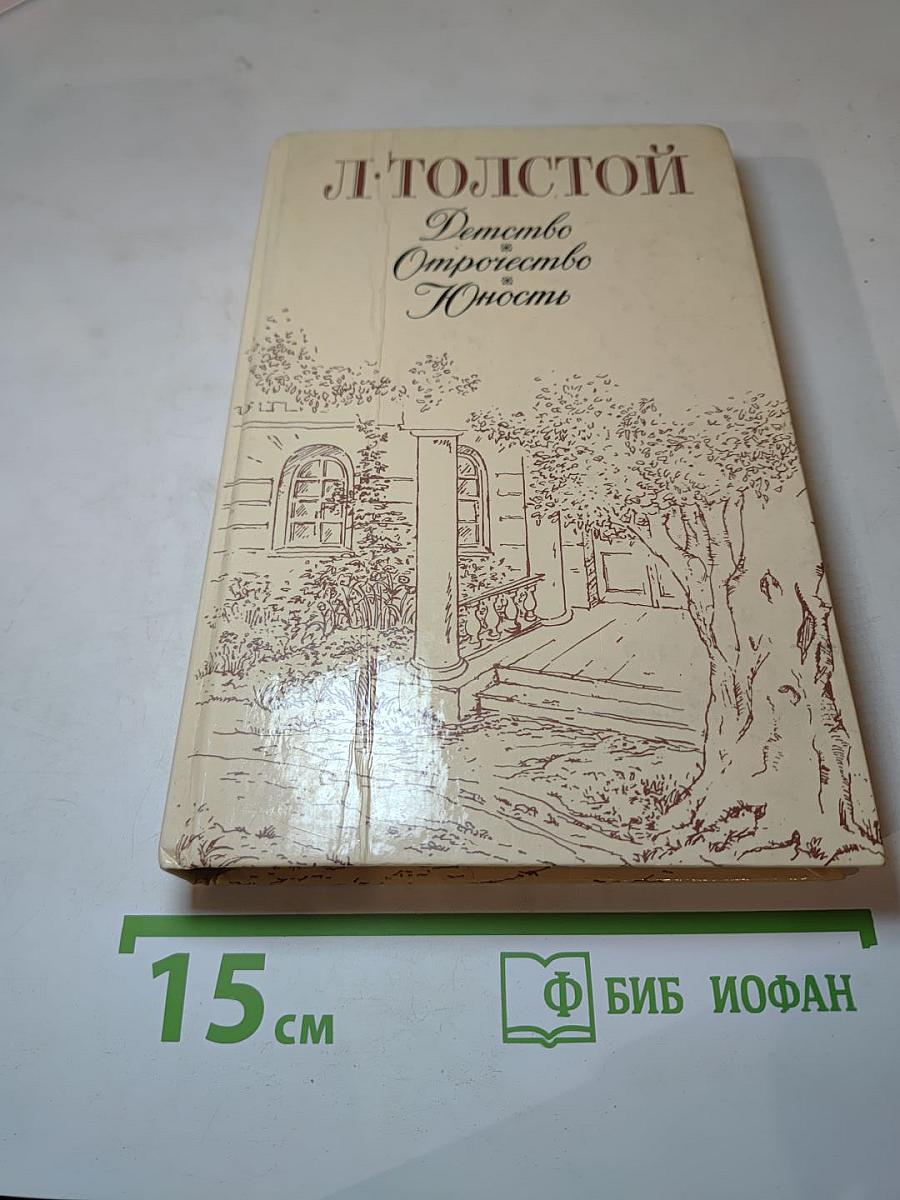 Л·ТОЛСТОЙ
Детство
Отрочество
Юность
15 см
Ф БИБ ИОФАН